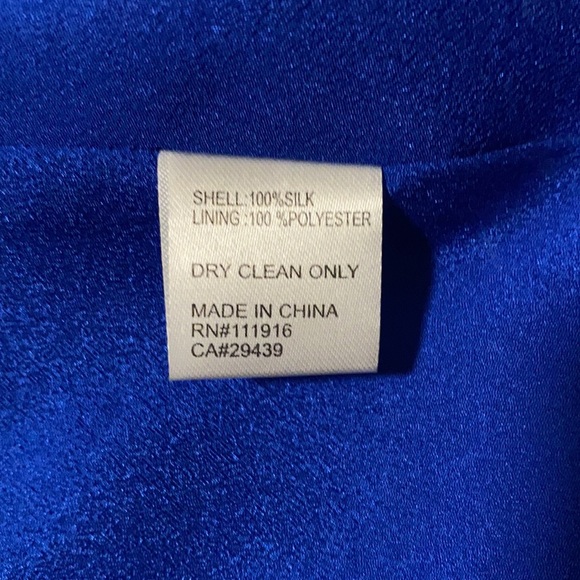 SHELL:100%SILK
LINING :100 %POLYESTER
DRY CLEAN ONLY
MADE IN CHINA
RN#111916
CA#29439